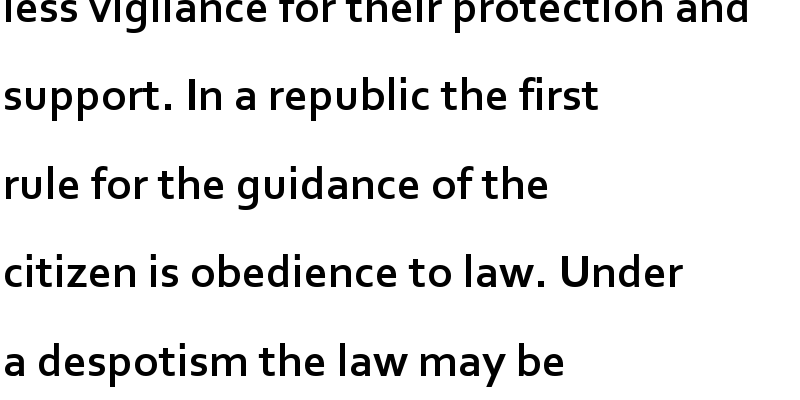 less vigilance for their protection and
support. In a republic the first
rule for the guidance of the
citizen is obedience to law. Under
a despotism the law may be